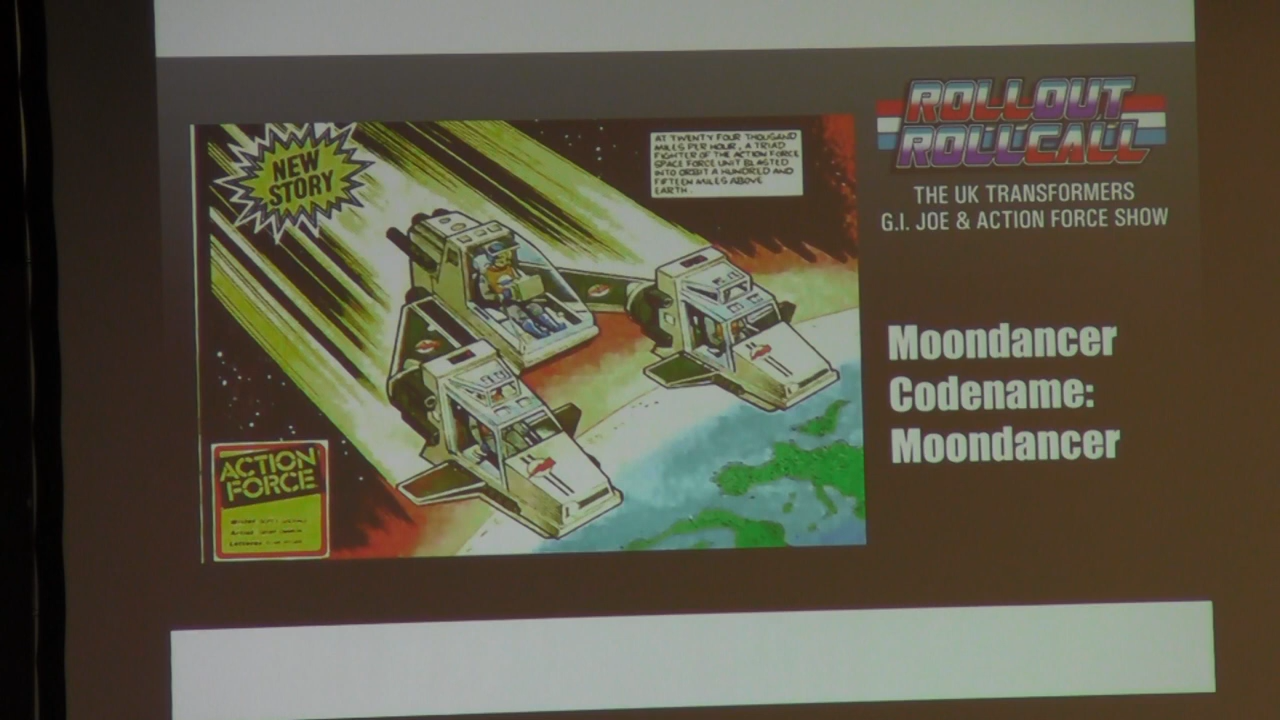 NEW
STORY
AT TWENTY FOUR THOUSAND
MILES PER HOUR, A TRIAD
FIGHTER OF THE ACTION FORCE
SPACE FORCE UNIT BLASTED
INTO ORBIT A HUNDRED AND
FIFTEEN MILES ABOVE
EARTH.
ACTION
FORCE
ROLLOUT
ROLLCALL
THE UK TRANSFORMERS
G.I. JOE & ACTION FORCE SHOW
Moondancer
Codename:
Moondancer